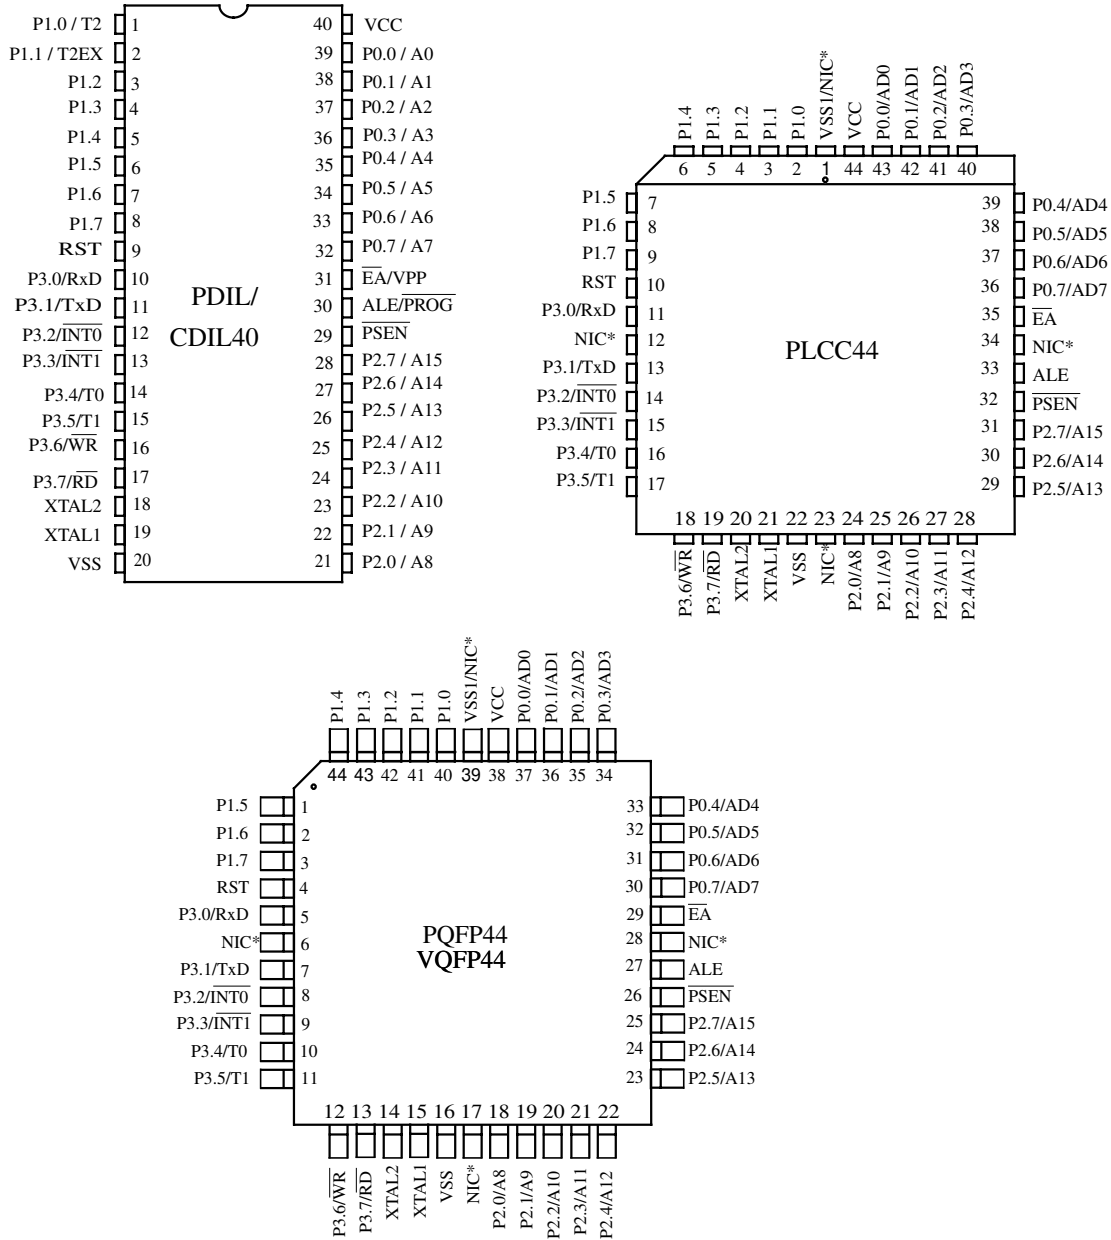 P1.0 / T2 1 40 VCC
P1.1 / T2EX 2 39 P0.0 / A0
P1.2 3 38 P0.1 / A1
P1.3 4 37 P0.2 / A2
P1.4 5 36 P0.3 / A3
P1.5 6 35 P0.4 / A4
P1.6 7 34 P0.5 / A5
P1.7 8 33 P0.6 / A6
RST 9 32 P0.7 / A7
P3.0/RxD 10 31 E̅A̅/VPP
P3.1/TxD 11 30 ALE/P̅R̅O̅G̅
P3.2/I̅N̅T̅0̅ 12 29 P̅S̅E̅N̅
P3.3/I̅N̅T̅1̅ 13 28 P2.7 / A15
P3.4/T0 14 27 P2.6 / A14
P3.5/T1 15 26 P2.5 / A13
P3.6/W̅R̅ 16 25 P2.4 / A12
P3.7/R̅D̅ 17 24 P2.3 / A11
XTAL2 18 23 P2.2 / A10
XTAL1 19 22 P2.1 / A9
VSS 20 21 P2.0 / A8
PDIL/
CDIL40
P1.4 P1.3 P1.2 P1.1 P1.0 VSS1/NIC* VCC P0.0/AD0 P0.1/AD1 P0.2/AD2 P0.3/AD3
6 5 4 3 2 1 44 43 42 41 40
P1.5 7 39 P0.4/AD4
P1.6 8 38 P0.5/AD5
P1.7 9 37 P0.6/AD6
RST 10 36 P0.7/AD7
P3.0/RxD 11 35 E̅A̅
NIC* 12 34 NIC*
P3.1/TxD 13 33 ALE
P3.2/I̅N̅T̅0̅ 14 32 P̅S̅E̅N̅
P3.3/I̅N̅T̅1̅ 15 31 P2.7/A15
P3.4/T0 16 30 P2.6/A14
P3.5/T1 17 29 P2.5/A13
PLCC44
18 19 20 21 22 23 24 25 26 27 28
P3.6/W̅R̅ P3.7/R̅D̅ XTAL2 XTAL1 VSS NIC* P2.0/A8 P2.1/A9 P2.2/A10 P2.3/A11 P2.4/A12
P1.4 P1.3 P1.2 P1.1 P1.0 VSS1/NIC* VCC P0.0/AD0 P0.1/AD1 P0.2/AD2 P0.3/AD3
44 43 42 41 40 39 38 37 36 35 34
P1.5 1 33 P0.4/AD4
P1.6 2 32 P0.5/AD5
P1.7 3 31 P0.6/AD6
RST 4 30 P0.7/AD7
P3.0/RxD 5 29 E̅A̅
NIC* 6 28 NIC*
P3.1/TxD 7 27 ALE
P3.2/I̅N̅T̅0̅ 8 26 P̅S̅E̅N̅
P3.3/I̅N̅T̅1̅ 9 25 P2.7/A15
P3.4/T0 10 24 P2.6/A14
P3.5/T1 11 23 P2.5/A13
PQFP44
VQFP44
12 13 14 15 16 17 18 19 20 21 22
P3.6/W̅R̅ P3.7/R̅D̅ XTAL2 XTAL1 VSS NIC* P2.0/A8 P2.1/A9 P2.2/A10 P2.3/A11 P2.4/A12